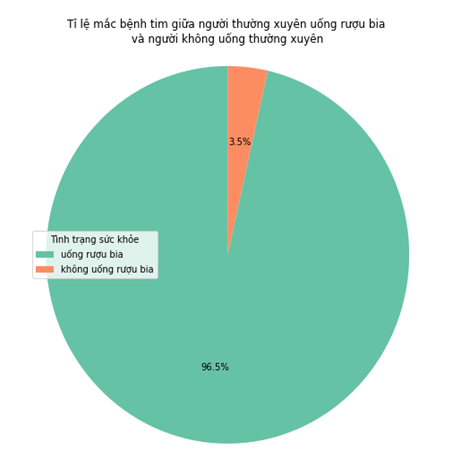 Tỉ lệ mắc bệnh tim giữa người thường xuyên uống rượu bia
và người không uống thường xuyên
3.5%
Tình trạng sức khỏe
uống rượu bia
không uống rượu bia
96.5%